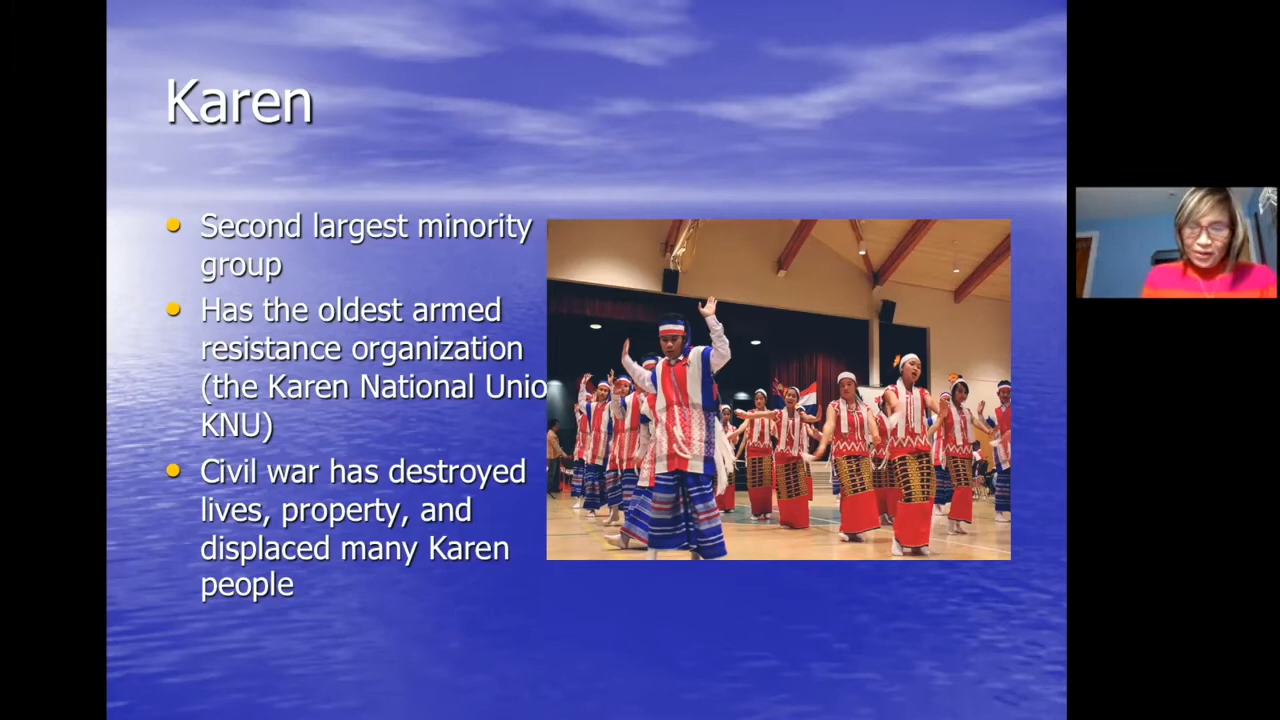 Karen
• Second largest minority
group
• Has the oldest armed
resistance organization
(the Karen National Unio
KNU)
• Civil war has destroyed
lives, property, and
displaced many Karen
people